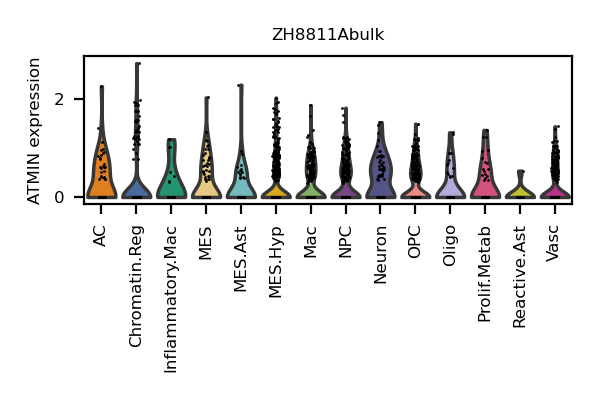 ZH8811Abulk
ATMIN expression
2
0
AC
Chromatin.Reg
Inflammatory.Mac
MES
MES.Ast
MES.Hyp
Mac
NPC
Neuron
OPC
Oligo
Prolif.Metab
Reactive.Ast
Vasc